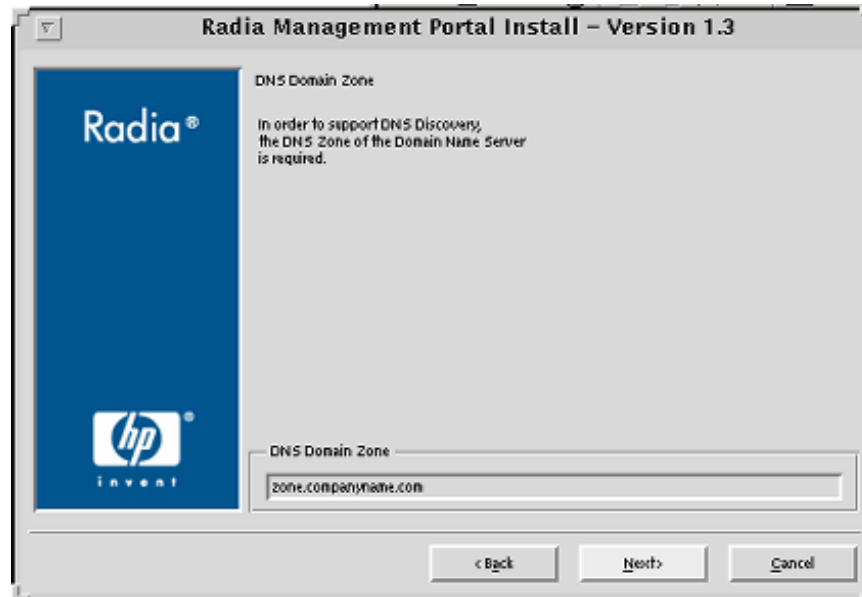 Radia Management Portal Install – Version 1.3
Radia®
DNS Domain Zone
In order to support DNS Discovery,
the DNS Zone of the Domain Name Server
is required.
hp®
invent
DNS Domain Zone
zone.companyname.com
<Back
Next>
Cancel